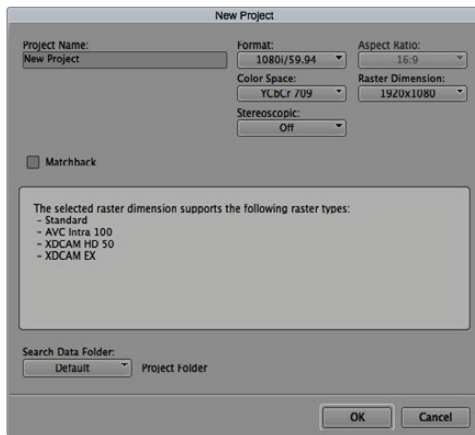 New Project
Project Name:
New Project
Format:
1080i/59.94
Aspect Ratio:
16:9
Color Space:
YCbCr 709
Raster Dimension:
1920x1080
Stereoscopic:
Off
Matchback
The selected raster dimension supports the following raster types:
- Standard
- AVC Intra 100
- XDCAM HD 50
- XDCAM EX
Search Data Folder:
Default
Project Folder
OK
Cancel